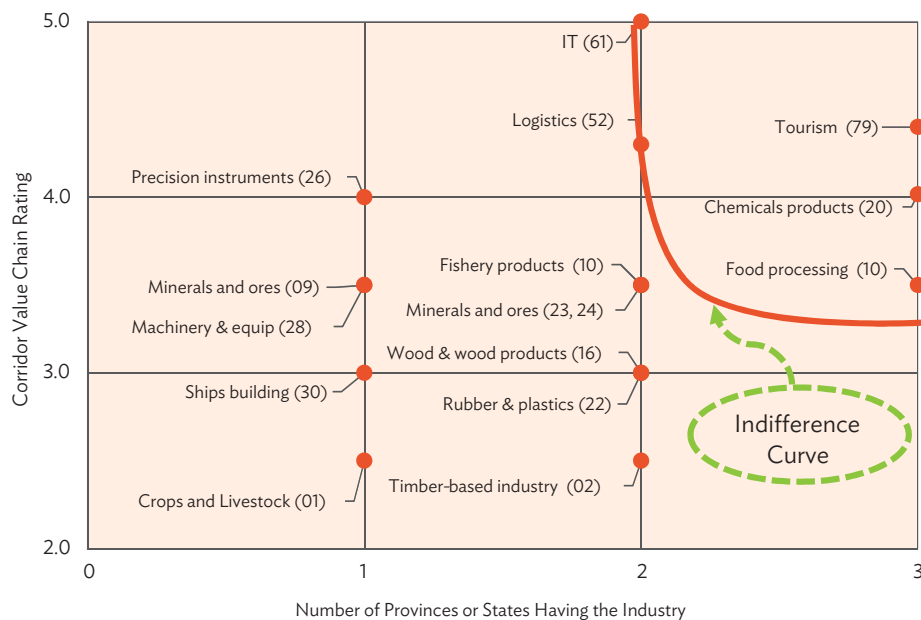 5.0
IT (61)
Logistics (52)
Tourism (79)
Precision instruments (26)
4.0
Chemicals products (20)
Fishery products (10)
Food processing (10)
Minerals and ores (09)
Minerals and ores (23, 24)
Machinery & equip (28)
Wood & wood products (16)
3.0
Ships building (30)
Rubber & plastics (22)
Indifference
Curve
Timber-based industry (02)
Crops and Livestock (01)
2.0
0
1
2
3
Corridor Value Chain Rating
Number of Provinces or States Having the Industry